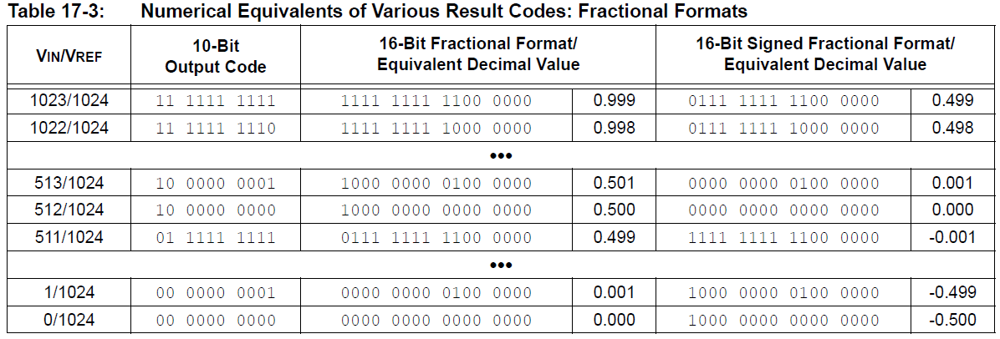 Table 17-3: Numerical Equivalents of Various Result Codes: Fractional Formats
VIN/VREF 10-Bit Output Code 16-Bit Fractional Format/ Equivalent Decimal Value 16-Bit Signed Fractional Format/ Equivalent Decimal Value
1023/1024 11 1111 1111 1111 1111 1100 0000 0.999 0111 1111 1100 0000 0.499
1022/1024 11 1111 1110 1111 1111 1000 0000 0.998 0111 1111 1000 0000 0.498
•••
513/1024 10 0000 0001 1000 0000 0100 0000 0.501 0000 0000 0100 0000 0.001
512/1024 10 0000 0000 1000 0000 0000 0000 0.500 0000 0000 0000 0000 0.000
511/1024 01 1111 1111 0111 1111 1100 0000 0.499 1111 1111 1100 0000 -0.001
•••
1/1024 00 0000 0001 0000 0000 0100 0000 0.001 1000 0000 0100 0000 -0.499
0/1024 00 0000 0000 0000 0000 0000 0000 0.000 1000 0000 0000 0000 -0.500